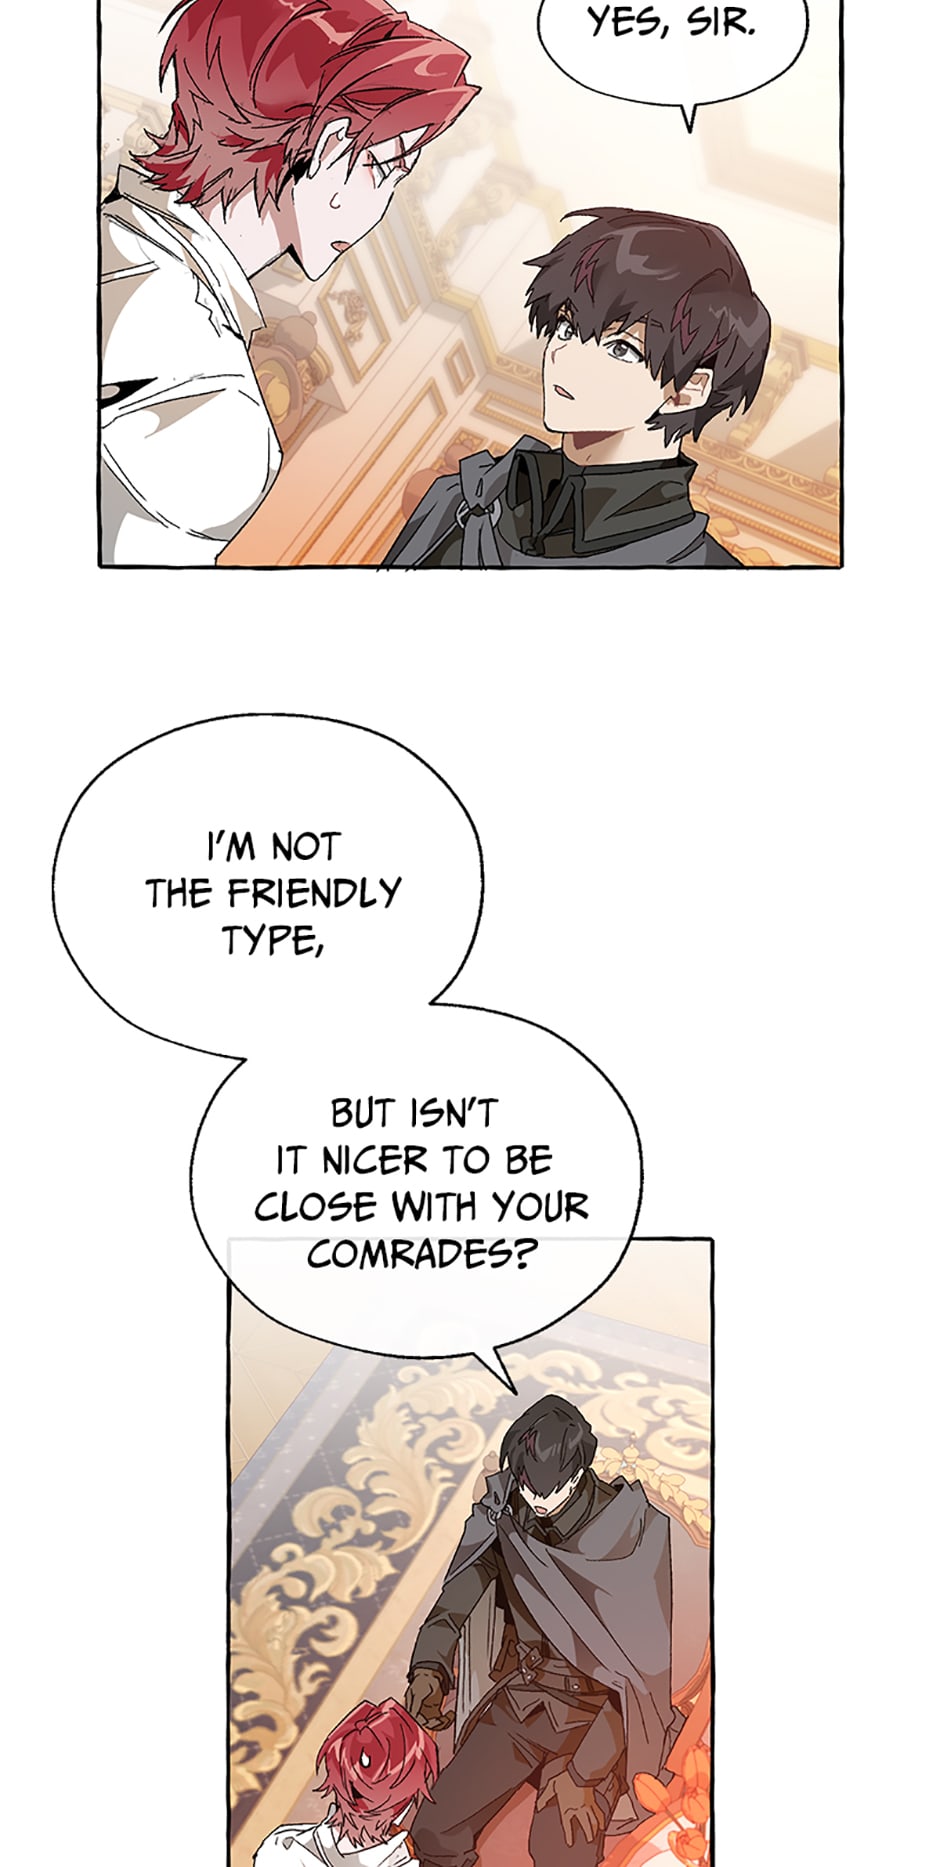 YES, SIR.
I'M NOT
THE FRIENDLY
TYPE,
BUT ISN'T
IT NICER TO BE
CLOSE WITH YOUR
COMRADES?